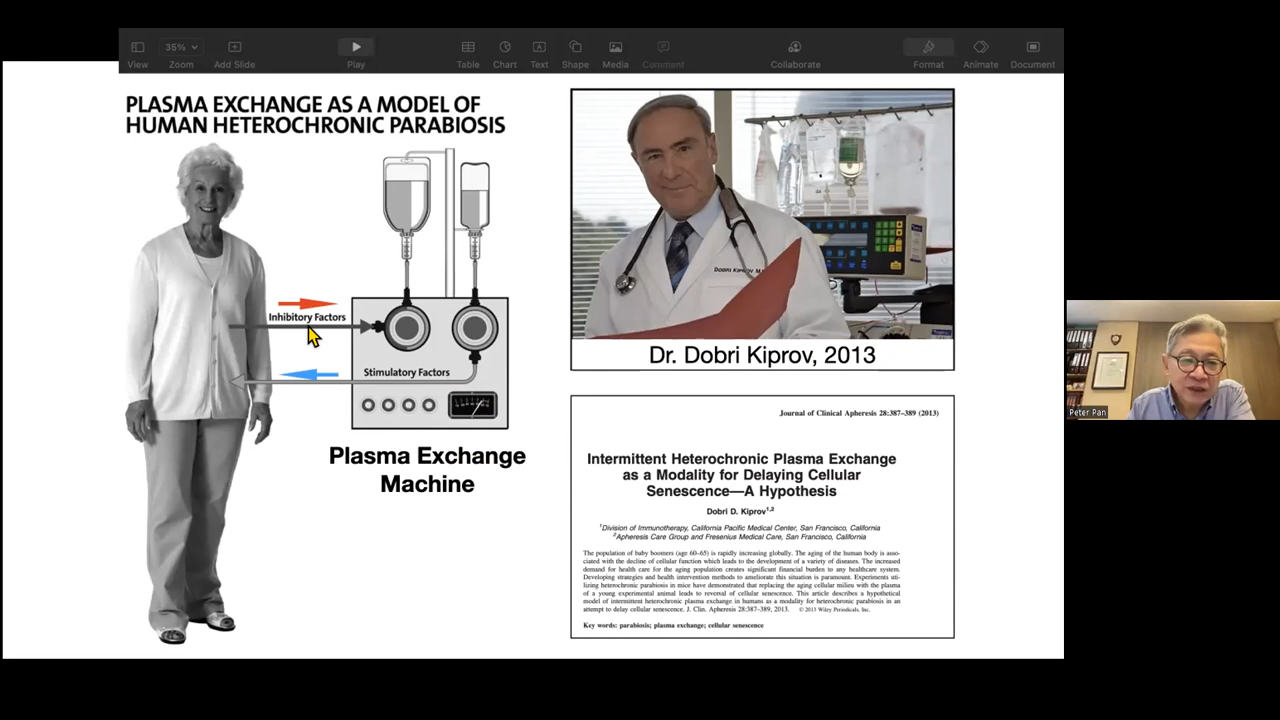 35%
View
Zoom
Add Slide
Play
Table
Chart
Text
Shape
Media
Comment
Collaborate
Format
Animate
Document
PLASMA EXCHANGE AS A MODEL OF
HUMAN HETEROCHRONIC PARABIOSIS
Inhibitory Factors
Stimulatory Factors
Plasma Exchange
Machine
Dr. Dobri Kiprov, 2013
Journal of Clinical Apheresis 28:387–389 (2013)
Intermittent Heterochronic Plasma Exchange
as a Modality for Delaying Cellular
Senescence—A Hypothesis
Dobri D. Kiprov1,2
1Division of Immunotherapy, California Pacific Medical Center, San Francisco, California
2Apheresis Care Group and Fresenius Medical Care, San Francisco, California
The population of baby boomers (age 60–65) is rapidly increasing globally. The aging of the human body is asso-
ciated with the decline of cellular function which leads to the development of a variety of diseases. The increased
demand for health care for the aging population creates significant financial burden to any healthcare system.
Developing strategies and health intervention methods to ameliorate this situation is paramount. Experiments uti-
lizing heterochronic parabiosis in mice have demonstrated that replacing the aging cellular milieu with the plasma
of a young experimental animal leads to reversal of cellular senescence. This article describes a hypothetical
model of intermittent heterochronic plasma exchange in humans as a modality for heterochronic parabiosis in an
attempt to delay cellular senescence. J. Clin. Apheresis 28:387–389, 2013. © 2013 Wiley Periodicals, Inc.
Key words: parabiosis; plasma exchange; cellular senescence
Peter Pan